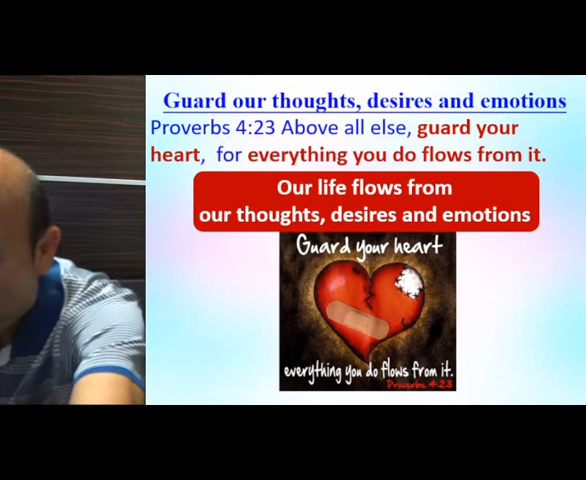 Guard our thoughts, desires and emotions
Proverbs 4:23 Above all else, guard your
heart, for everything you do flows from it.
Our life flows from
our thoughts, desires and emotions
Guard your heart
everything you do flows from it.
Proverbs 4:23